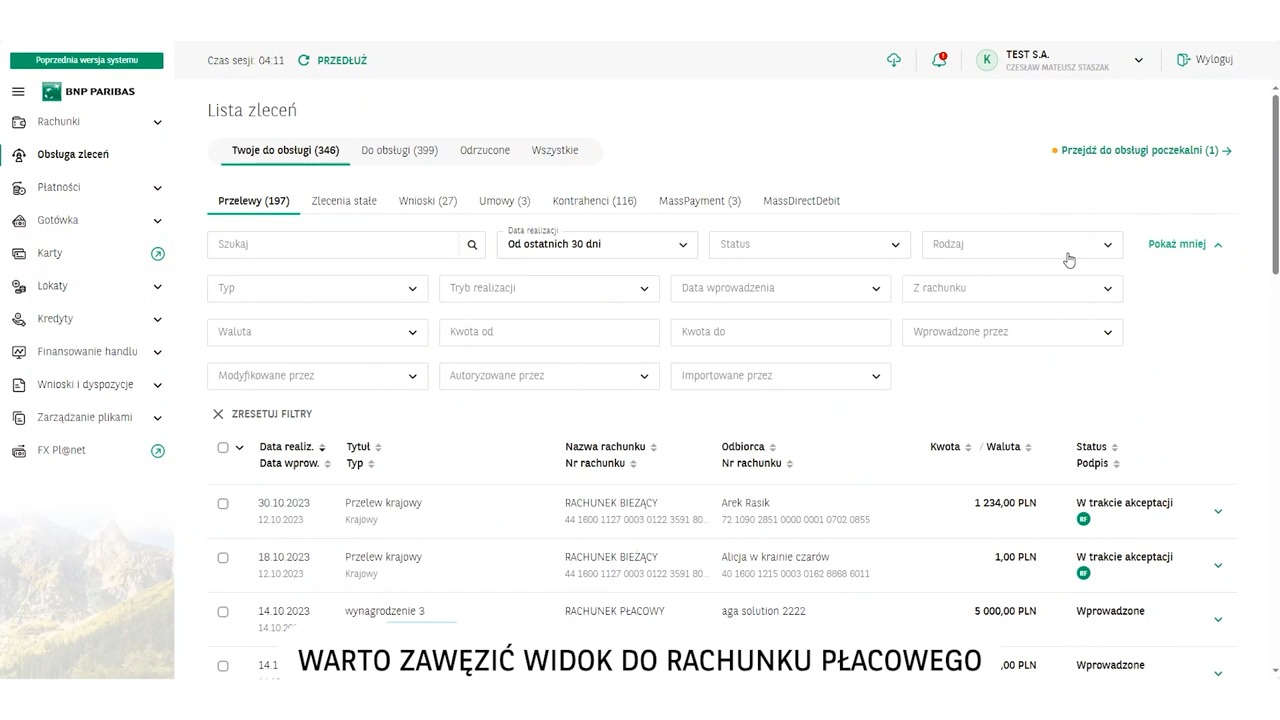 Poprzednia wersja systemu
BNP PARIBAS
Rachunki
Obsługa zleceń
Płatności
Gotówka
Karty
Lokaty
Kredyty
Finansowanie handlu
Wnioski i dyspozycje
Zarządzanie plikami
FX Pl@net
Czas sesji: 04:11 PRZEDŁUŻ
K TEST S.A.
CZESŁAW MATEUSZ STASZAK
Wyloguj
Lista zleceń
Twoje do obsługi (346) Do obsługi (399) Odrzucone Wszystkie
Przejdź do obsługi poczekalni (1) →
Przelewy (197) Zlecenia stałe Wnioski (27) Umowy (3) Kontrahenci (116) MassPayment (3) MassDirectDebit
Data realizacji
Szukaj Od ostatnich 30 dni Status Rodzaj Pokaż mniej
Typ Tryb realizacji Data wprowadzenia Z rachunku
Waluta Kwota od Kwota do Wprowadzone przez
Modyfikowane przez Autoryzowane przez Importowane przez
ZRESETUJ FILTRY
Data realiz. Tytuł Nazwa rachunku Odbiorca Kwota / Waluta Status
Data wprow. Typ Nr rachunku Nr rachunku Podpis
30.10.2023 Przelew krajowy RACHUNEK BIEŻĄCY Arek Rasik 1 234,00 PLN W trakcie akceptacji
12.10.2023 Krajowy 44 1600 1127 0003 0122 3591 80... 72 1090 2851 0000 0001 0702 0855 RF
18.10.2023 Przelew krajowy RACHUNEK BIEŻĄCY Alicja w krainie czarów 1,00 PLN W trakcie akceptacji
12.10.2023 Krajowy 44 1600 1127 0003 0122 3591 80... 40 1600 1215 0003 0162 8868 6011 RF
14.10.2023 wynagrodzenie 3 RACHUNEK PŁACOWY aga solution 2222 5 000,00 PLN Wprowadzone
14.10.
14.1 ,00 PLN Wprowadzone
WARTO ZAWĘZIĆ WIDOK DO RACHUNKU PŁACOWEGO